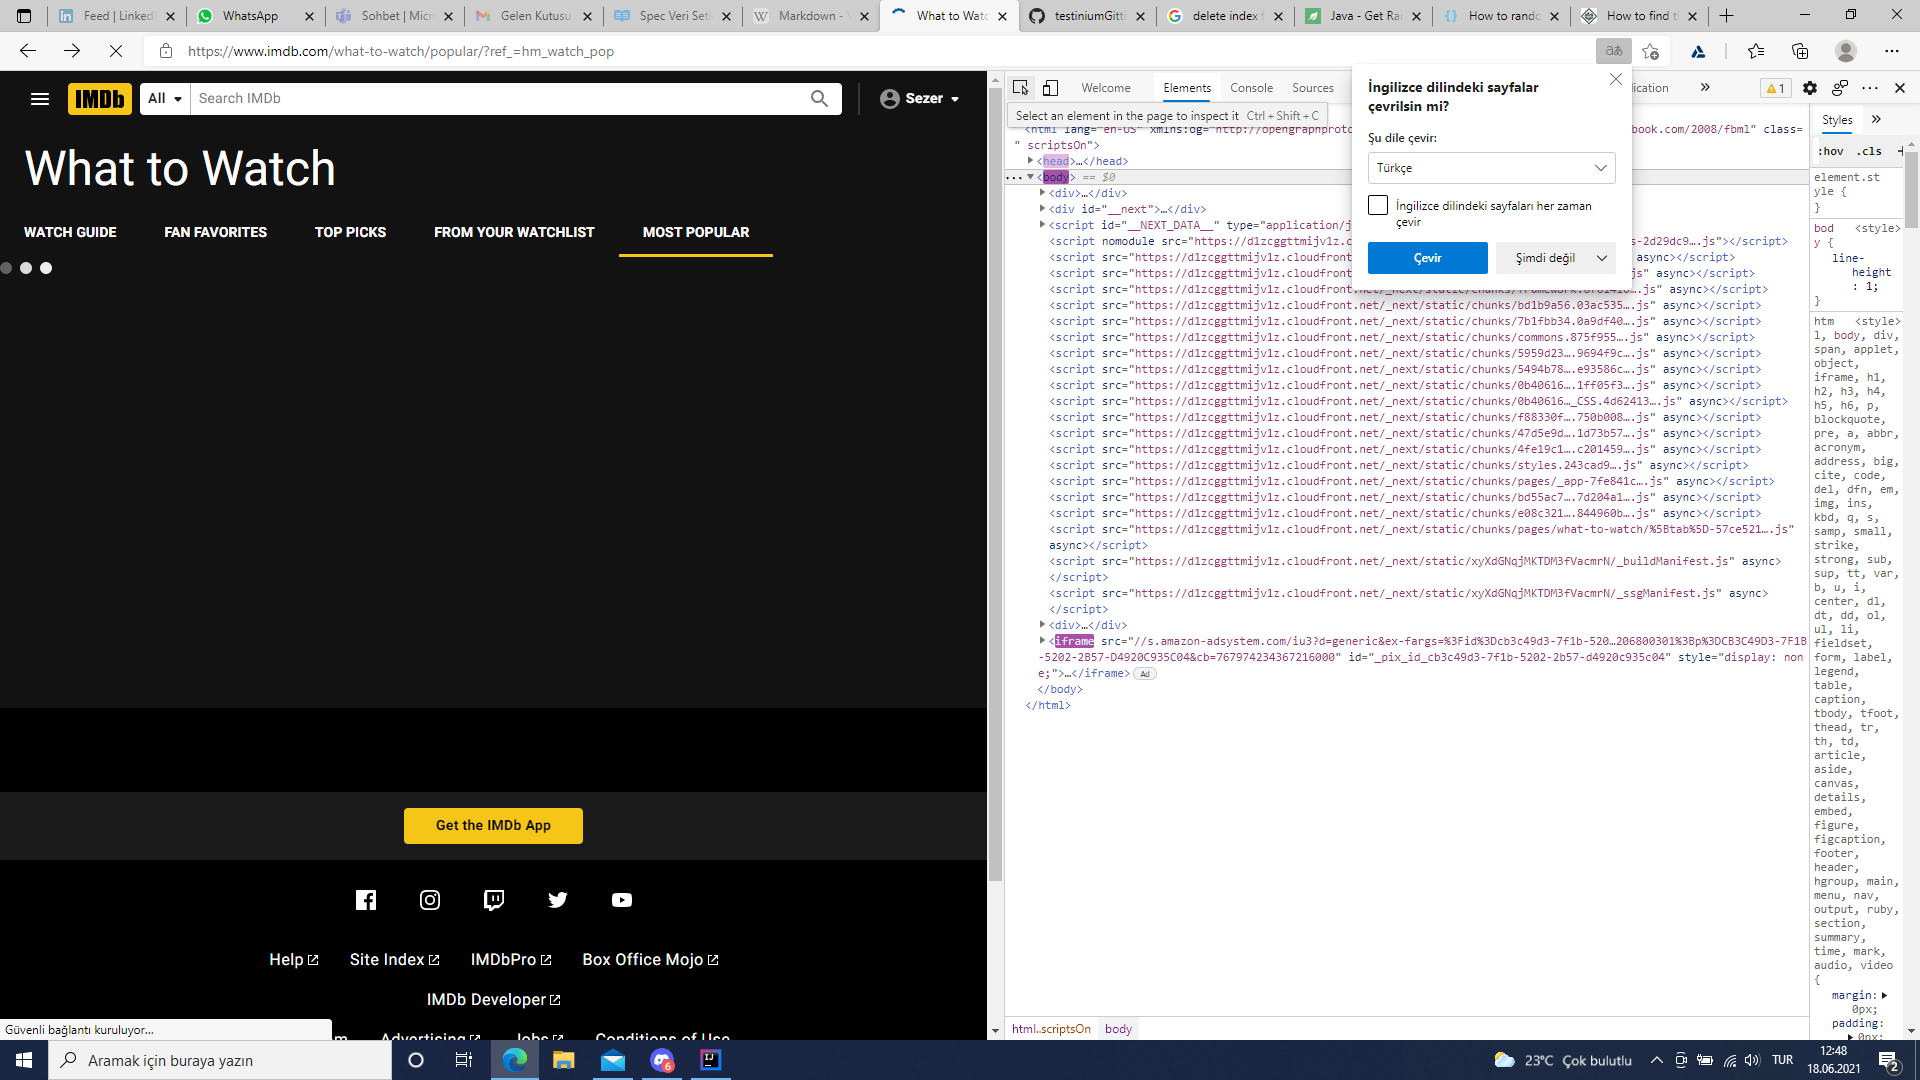 Feed | LinkedI
WhatsApp
Sohbet | Micr
Gelen Kutusu
Spec Veri Seti
Markdown - V
What to Watc
testiniumGitti
delete index f
Java - Get Ra
How to rando
How to find t
https://www.imdb.com/what-to-watch/popular/?ref_=hm_watch_pop
IMDb
All
Search IMDb
Sezer
What to Watch
WATCH GUIDE
FAN FAVORITES
TOP PICKS
FROM YOUR WATCHLIST
MOST POPULAR
Get the IMDb App
Help
Site Index
IMDbPro
Box Office Mojo
IMDb Developer
Advertising
Jobs
Conditions of Use
Güvenli bağlantı kuruluyor...
Welcome
Elements
Console
Sources
ication
1
Select an element in the page to inspect it Ctrl + Shift + C
İngilizce dilindeki sayfalar
çevrilsin mi?
Şu dile çevir:
Türkçe
İngilizce dilindeki sayfaları her zaman
çevir
Çevir
Şimdi değil
<html lang="en-US" xmlns:og="http://opengraphproto
book.com/2008/fbml" class=
" scriptsOn">
<head>…</head>
<body> == $0
<div>…</div>
<div id="__next">…</div>
<script id="__NEXT_DATA__" type="application/j
<script nomodule src="https://d1zcggttmijv1z.c
s-2d29dc9….js"></script>
<script src="https://d1zcggttmijv1z.cloudfront
async></script>
<script src="https://d1zcggttmijv1z.cloudfront
js" async></script>
<script src="https://d1zcggttmijv1z.cloudfront.net/_next/static/chunks/framework
.js" async></script>
<script src="https://d1zcggttmijv1z.cloudfront.net/_next/static/chunks/bd1b9a56.03ac535….js" async></script>
<script src="https://d1zcggttmijv1z.cloudfront.net/_next/static/chunks/7b1fbb34.0a9df40….js" async></script>
<script src="https://d1zcggttmijv1z.cloudfront.net/_next/static/chunks/commons.875f955….js" async></script>
<script src="https://d1zcggttmijv1z.cloudfront.net/_next/static/chunks/5959d23….9694f9c….js" async></script>
<script src="https://d1zcggttmijv1z.cloudfront.net/_next/static/chunks/5494b78….e93586c….js" async></script>
<script src="https://d1zcggttmijv1z.cloudfront.net/_next/static/chunks/0b40616….1ff05f3….js" async></script>
<script src="https://d1zcggttmijv1z.cloudfront.net/_next/static/chunks/0b40616…_CSS.4d62413….js" async></script>
<script src="https://d1zcggttmijv1z.cloudfront.net/_next/static/chunks/f88330f….750b008….js" async></script>
<script src="https://d1zcggttmijv1z.cloudfront.net/_next/static/chunks/47d5e9d….1d73b57….js" async></script>
<script src="https://d1zcggttmijv1z.cloudfront.net/_next/static/chunks/4fe19c1….c201459….js" async></script>
<script src="https://d1zcggttmijv1z.cloudfront.net/_next/static/chunks/styles.243cad9….js" async></script>
<script src="https://d1zcggttmijv1z.cloudfront.net/_next/static/chunks/pages/_app-7fe841c….js" async></script>
<script src="https://d1zcggttmijv1z.cloudfront.net/_next/static/chunks/bd55ac7….7d204a1….js" async></script>
<script src="https://d1zcggttmijv1z.cloudfront.net/_next/static/chunks/e08c321….844960b….js" async></script>
<script src="https://d1zcggttmijv1z.cloudfront.net/_next/static/chunks/pages/what-to-watch/%5Btab%5D-57ce521….js"
async></script>
<script src="https://d1zcggttmijv1z.cloudfront.net/_next/static/xyXdGNqjMKTDM3fVacmrN/_buildManifest.js" async>
</script>
<script src="https://d1zcggttmijv1z.cloudfront.net/_next/static/xyXdGNqjMKTDM3fVacmrN/_ssgManifest.js" async>
</script>
<div>…</div>
<iframe src="//s.amazon-adsystem.com/iu3?d=generic&ex-fargs=%3Fid%3Dcb3c49d3-7f1b-520…206800301%3Bp%3DCB3C49D3-7F1B
-5202-2B57-D4920C935C04&cb=767974234367216000" id="_pix_id_cb3c49d3-7f1b-5202-2b57-d4920c935c04" style="display: non
e;">…</iframe> Ad
</body>
</html>
html..scriptsOn
body
Styles
:hov .cls +
element.st
yle {
}
bod <style>
y {
line-
height
: 1;
}
htm <style>
l, body, div,
span, applet,
object,
iframe, h1,
h2, h3, h4,
h5, h6, p,
blockquote,
pre, a, abbr,
acronym,
address, big,
cite, code,
del, dfn, em,
img, ins,
kbd, q, s,
samp, small,
strike,
strong, sub,
sup, tt, var,
b, u, i,
center, dl,
dt, dd, ol,
ul, li,
fieldset,
form, label,
legend,
table,
caption,
tbody, tfoot,
thead, tr,
th, td,
article,
aside,
canvas,
details,
embed,
figure,
figcaption,
footer,
header,
hgroup, main,
menu, nav,
output, ruby,
section,
summary,
time, mark,
audio, video
{
margin:
0px;
padding:
0px;
Aramak için buraya yazın
6
23°C Çok bulutlu
TUR
12:48
18.06.2021
2